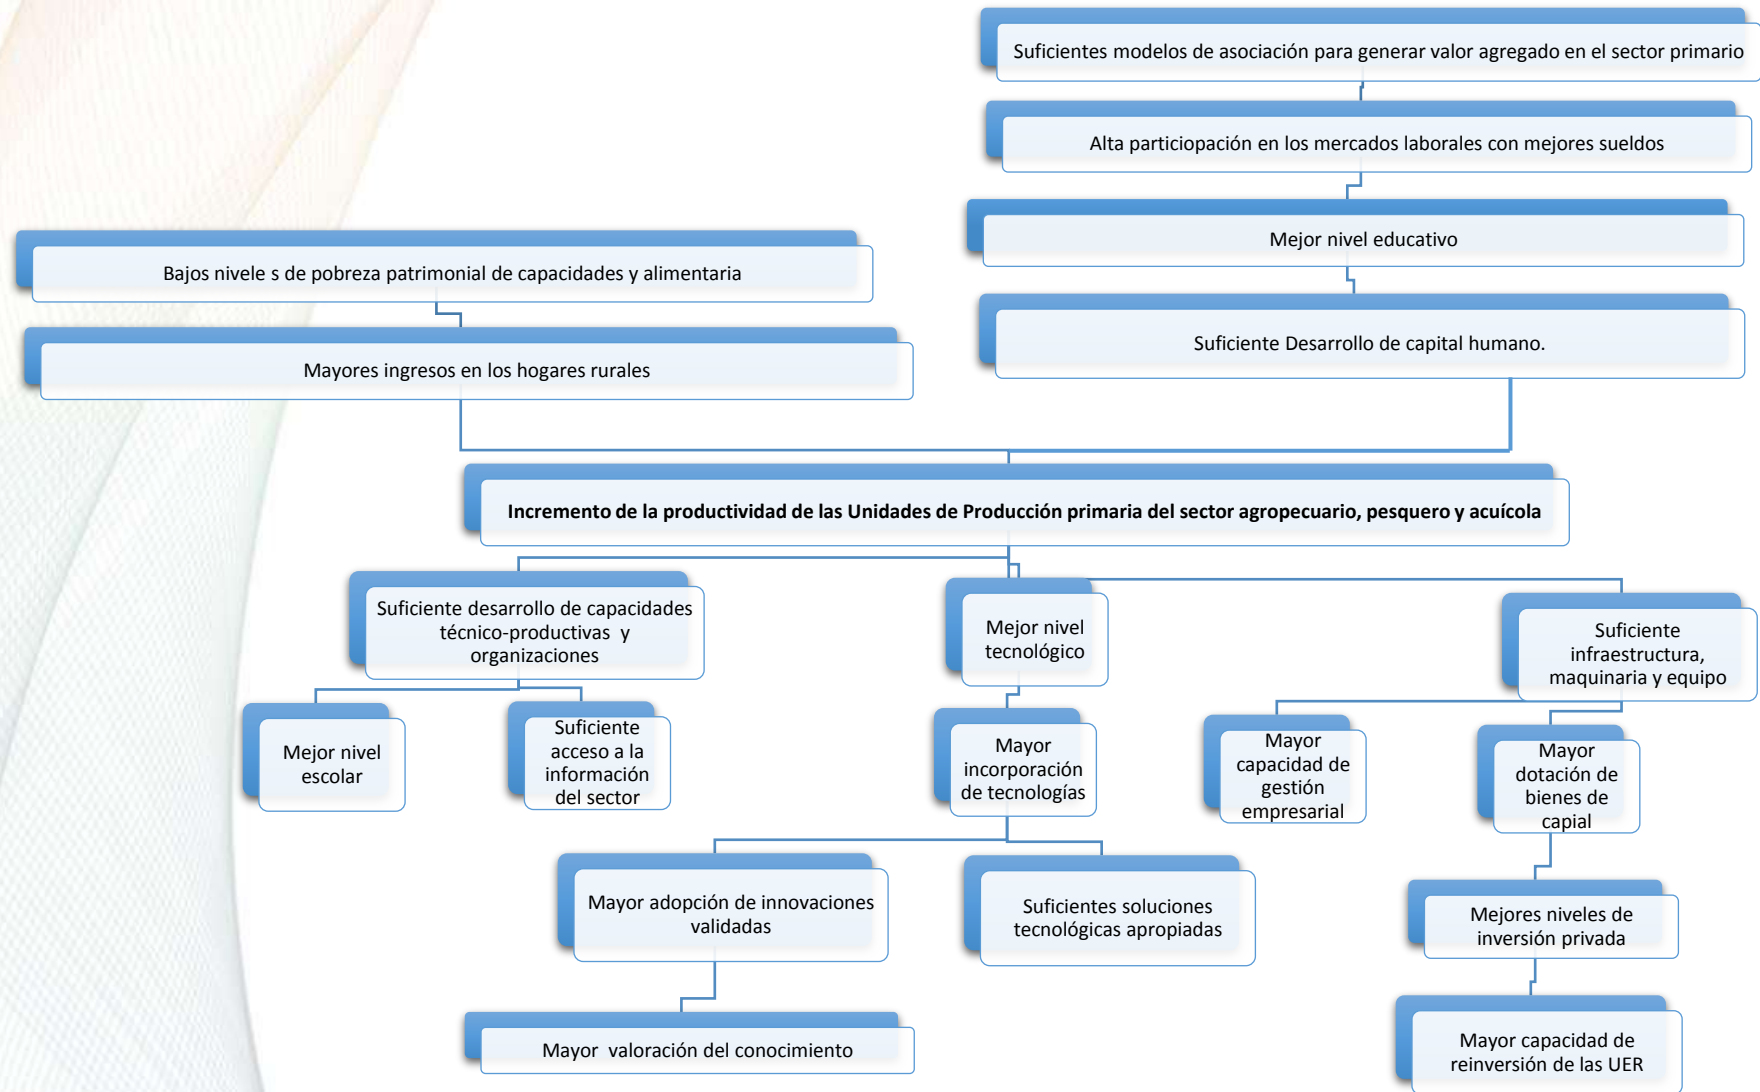 Suficientes modelos de asociación para generar valor agregado en el sector primario
Alta particiopación en los mercados laborales con mejores sueldos
Mejor nivel educativo
Bajos nivele s de pobreza patrimonial de capacidades y alimentaria
Suficiente Desarrollo de capital humano.
Mayores ingresos en los hogares rurales
Incremento de la productividad de las Unidades de Producción primaria del sector agropecuario, pesquero y acuícola
Suficiente desarrollo de capacidades
técnico-productivas y
organizaciones
Mejor nivel
tecnológico
Suficiente
infraestructura,
maquinaria y equipo
Mejor nivel
escolar
Suficiente
acceso a la
información
del sector
Mayor
incorporación
de tecnologías
Mayor
capacidad de
gestión
empresarial
Mayor
dotación de
bienes de
capial
Mayor adopción de innovaciones
validadas
Suficientes soluciones
tecnológicas apropiadas
Mejores niveles de
inversión privada
Mayor valoración del conocimiento
Mayor capacidad de
reinversión de las UER